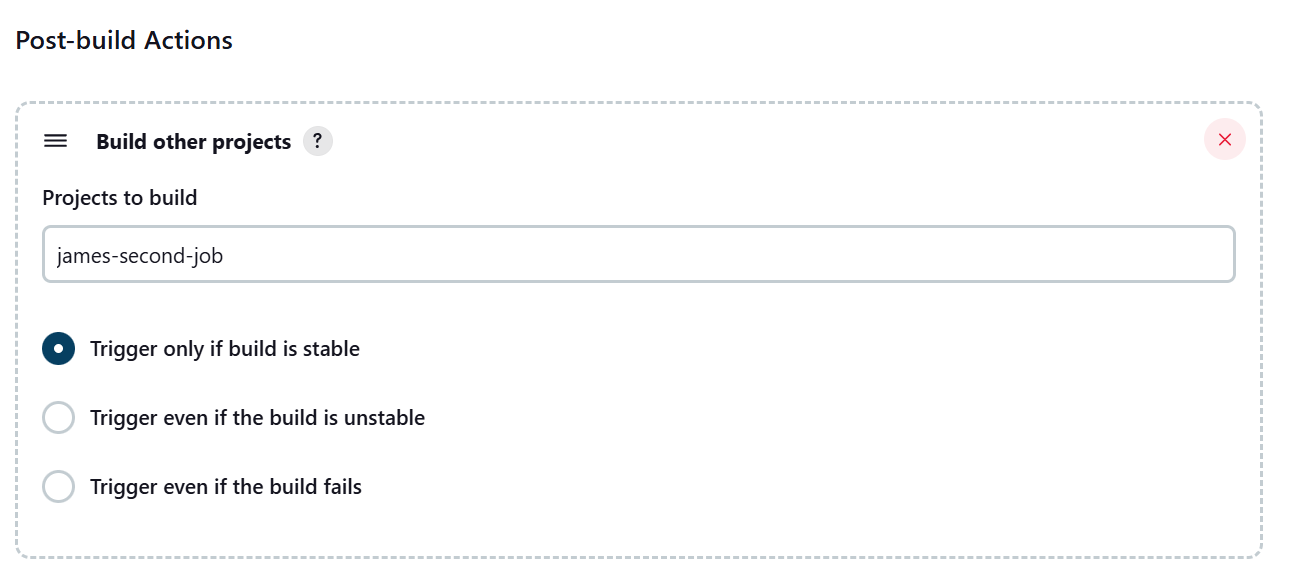 Post-build Actions
Build other projects ?
Projects to build
james-second-job
Trigger only if build is stable
Trigger even if the build is unstable
Trigger even if the build fails